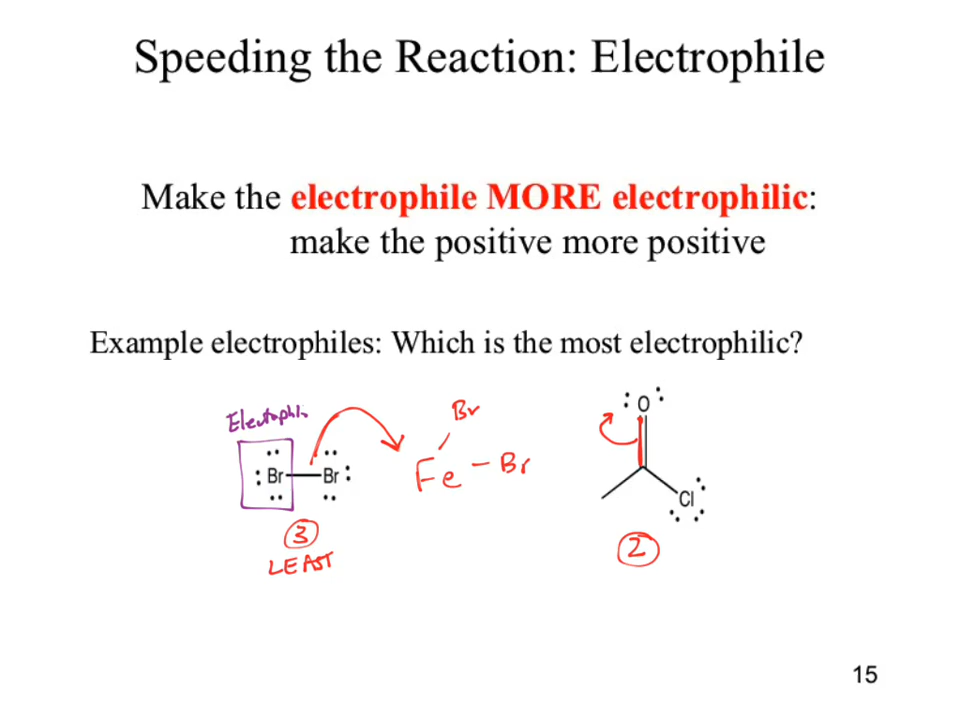 Speeding the Reaction: Electrophile
Make the electrophile MORE electrophilic:
make the positive more positive
Example electrophiles: Which is the most electrophilic?
Br
O
Br
Br
Fe
Br
Cl
3
LEAST
2
15